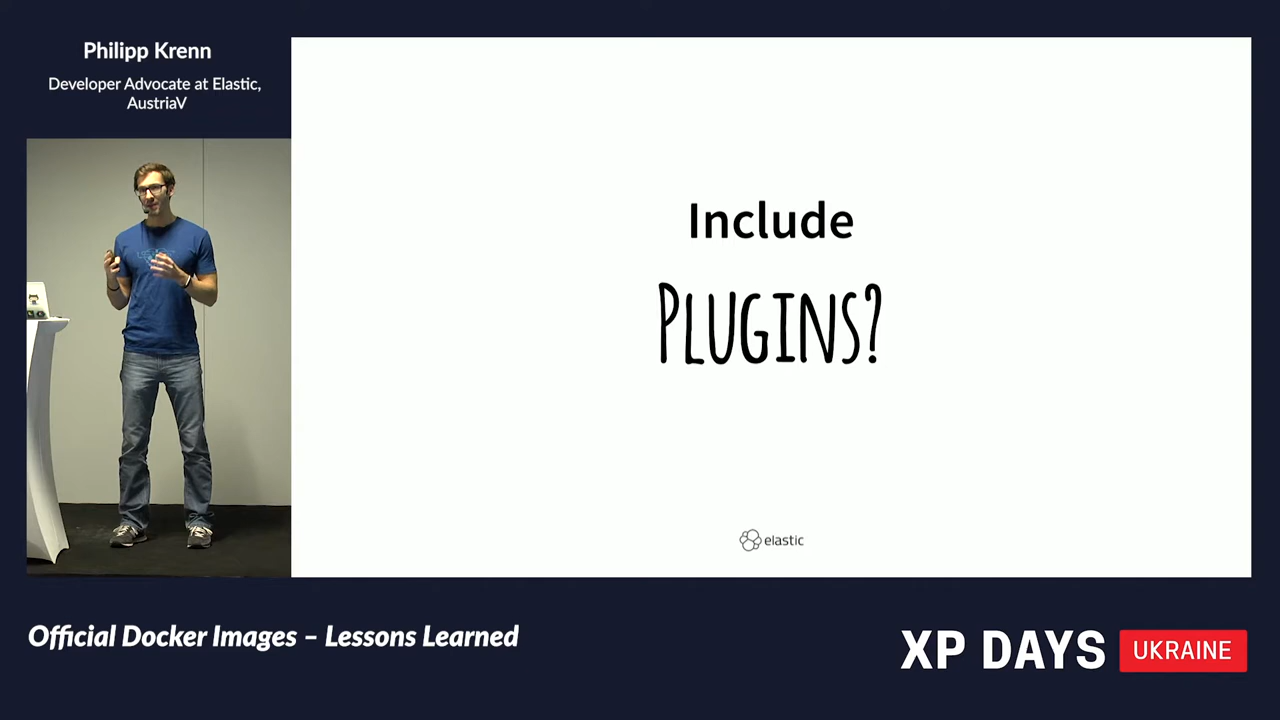 Philipp Krenn
Developer Advocate at Elastic,
AustriaV
Include
PLUGINS?
elastic
Official Docker Images – Lessons Learned
XP DAYS
UKRAINE